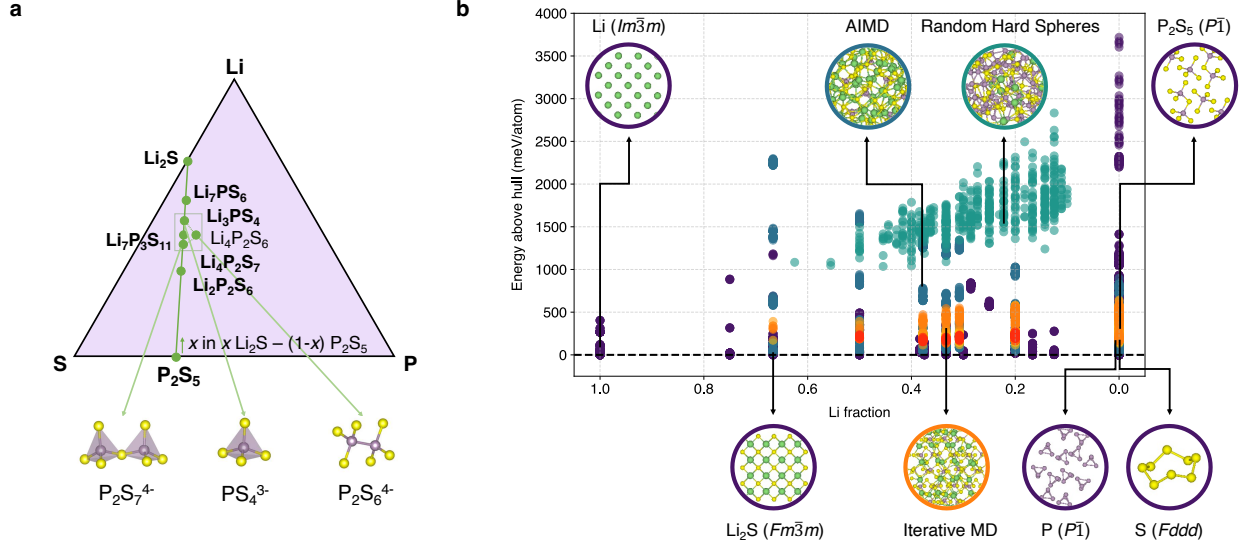 a
Li
Li₂S
Li₇PS₆
Li₃PS₄
Li₇P₃S₁₁
Li₄P₂S₆
Li₄P₂S₇
Li₂P₂S₆
x in x Li₂S – (1-x) P₂S₅
S
P₂S₅
P
P₂S₇⁴⁻
PS₄³⁻
P₂S₆⁴⁻
b
Li (Im3̅m)
AIMD
Random Hard Spheres
P₂S₅ (P1̅)
Energy above hull (meV/atom)
4000
3500
3000
2500
2000
1500
1000
500
0
1.0
0.8
0.6
0.4
0.2
0.0
Li fraction
Li₂S (Fm3̅m)
Iterative MD
P (P1̅)
S (Fddd)